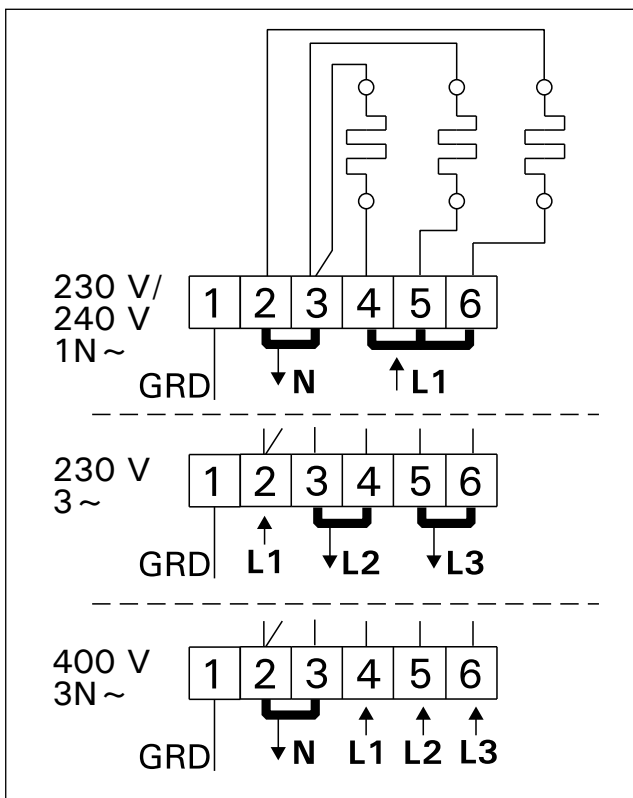 230 V/
240 V
1N~
1 2 3 4 5 6
GRD N L1
230 V
3~
1 2 3 4 5 6
GRD L1 L2 L3
400 V
3N~
1 2 3 4 5 6
GRD N L1 L2 L3